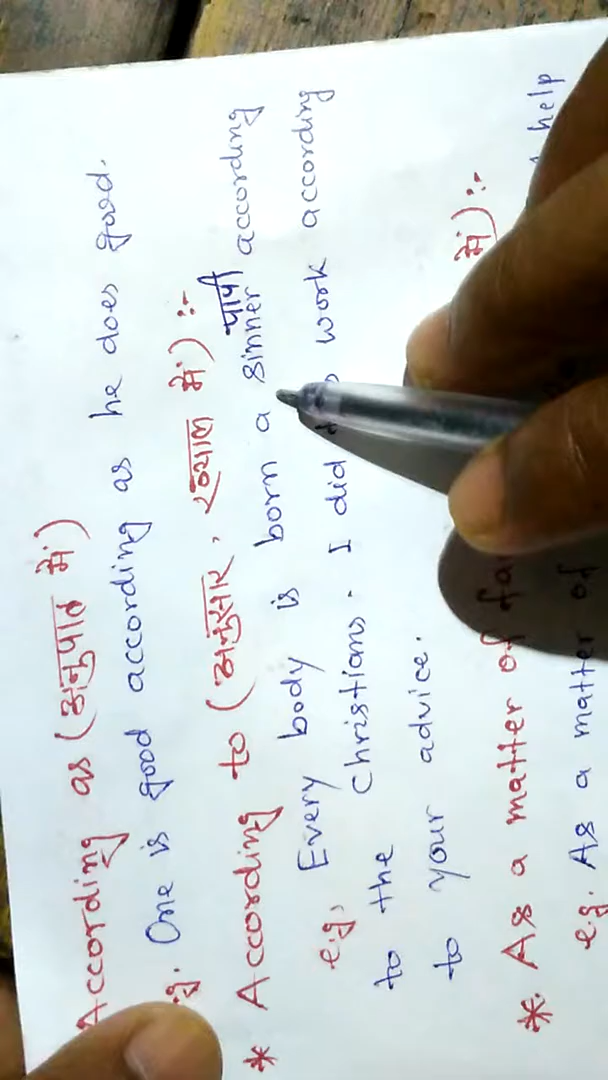 According as (अनुपात में)
g. One is good according as he does good.
* According to (अनुसार, ख्याल में) :-
पापी
e.g, Every body is born a sinner according
to the Christians. I did work according
to your advice.
*. As a matter of में) :-
e.g. As a matter of help